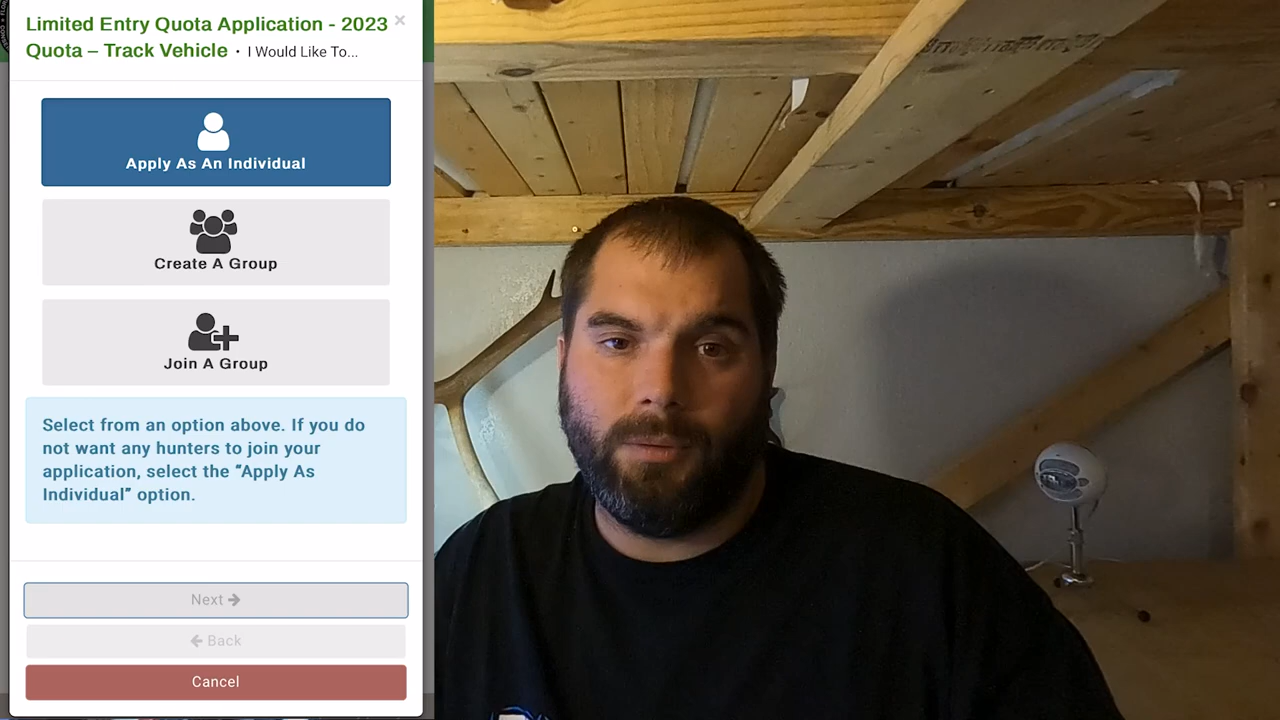 Limited Entry Quota Application - 2023
Quota – Track Vehicle • I Would Like To...
×
Apply As An Individual
Create A Group
Join A Group
Select from an option above. If you do
not want any hunters to join your
application, select the “Apply As
Individual” option.
Next
Back
Cancel